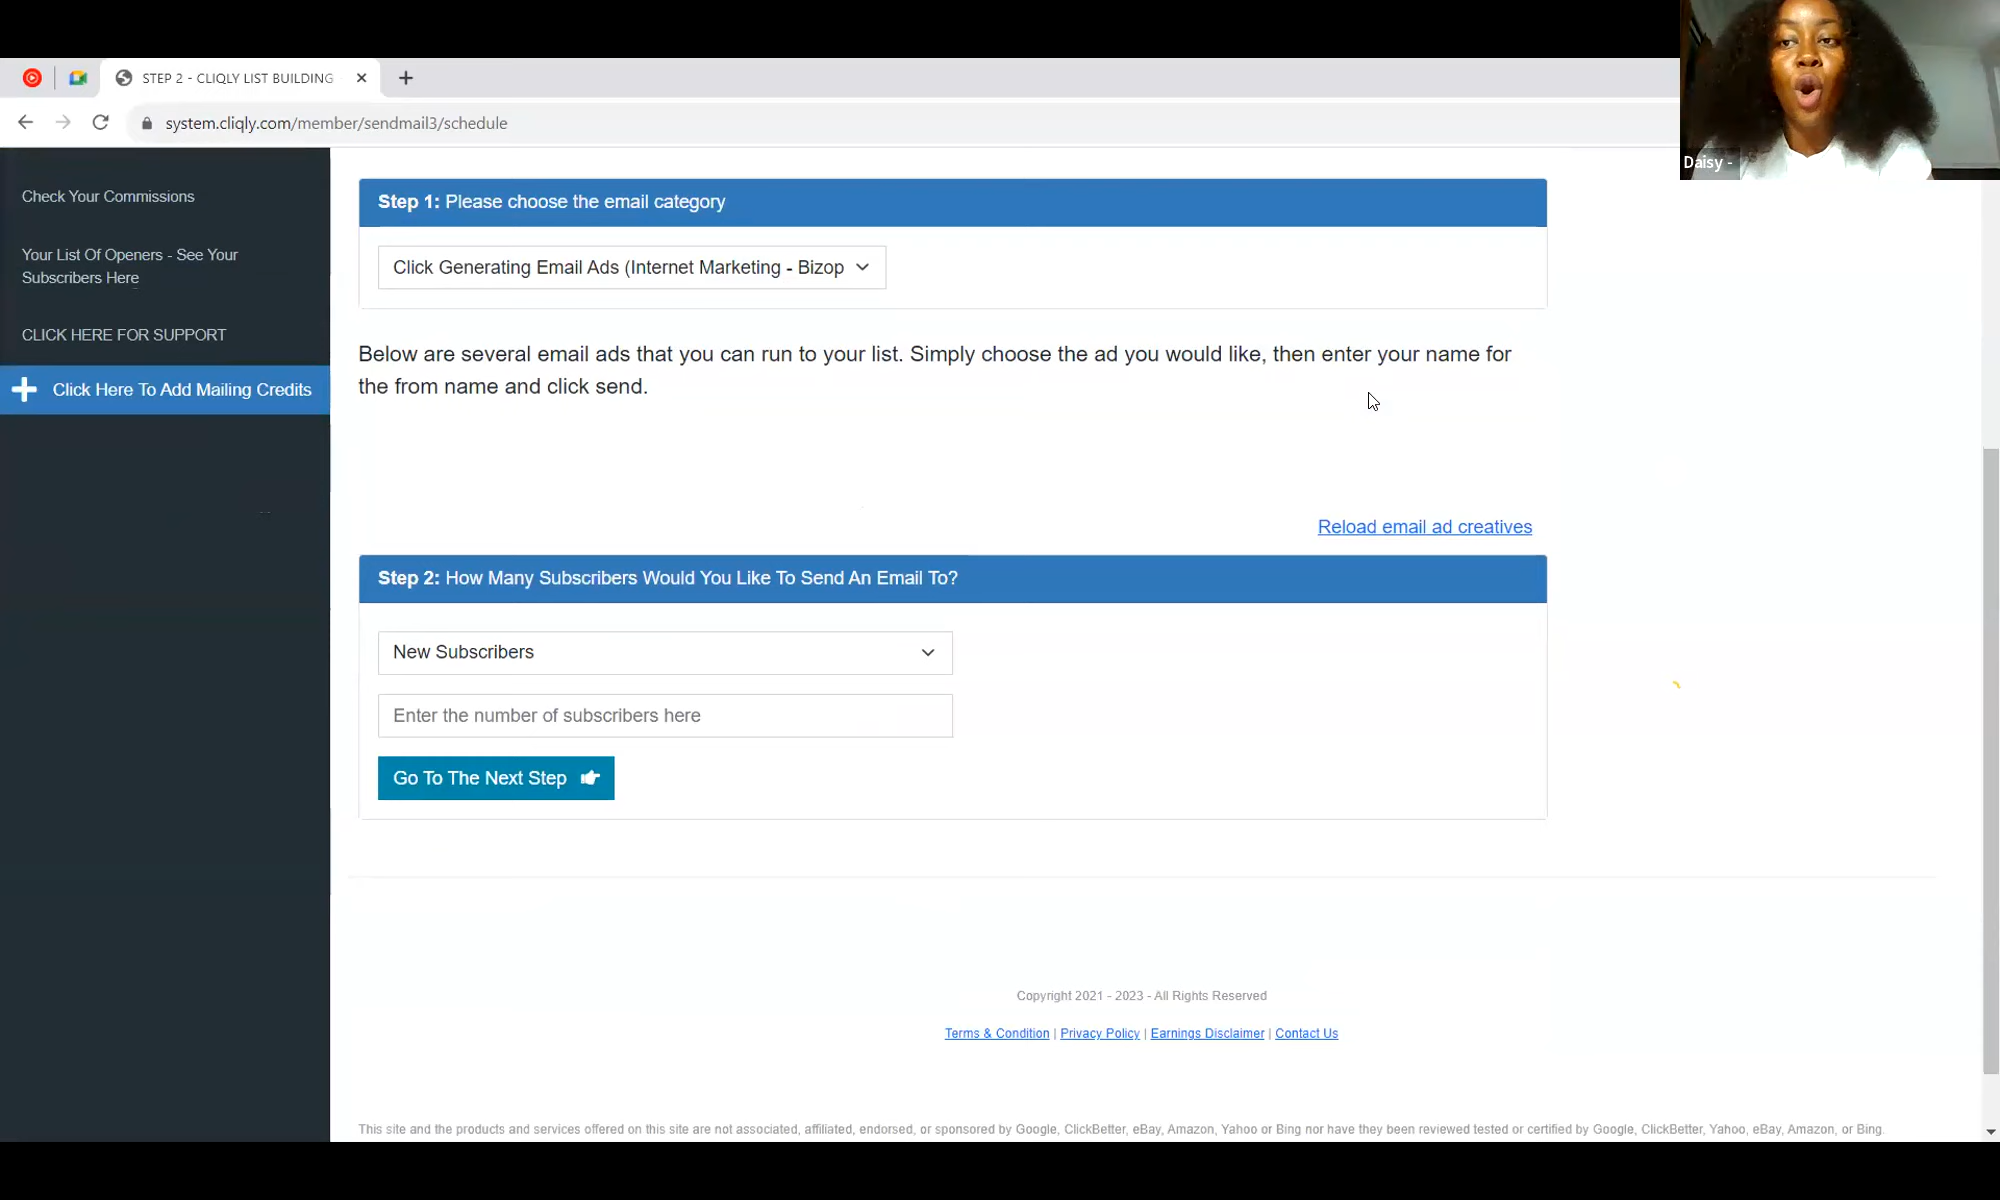 STEP 2 - CLIQLY LIST BUILDING
system.cliqly.com/member/sendmail3/schedule
Daisy -
Check Your Commissions
Your List Of Openers - See Your
Subscribers Here
CLICK HERE FOR SUPPORT
Click Here To Add Mailing Credits
Step 1: Please choose the email category
Click Generating Email Ads (Internet Marketing - Bizop
Below are several email ads that you can run to your list. Simply choose the ad you would like, then enter your name for
the from name and click send.
Reload email ad creatives
Step 2: How Many Subscribers Would You Like To Send An Email To?
New Subscribers
Enter the number of subscribers here
Go To The Next Step
Copyright 2021 - 2023 - All Rights Reserved
Terms & Condition | Privacy Policy | Earnings Disclaimer | Contact Us
This site and the products and services offered on this site are not associated, affiliated, endorsed, or sponsored by Google, ClickBetter, eBay, Amazon, Yahoo or Bing nor have they been reviewed tested or certified by Google, ClickBetter, Yahoo, eBay, Amazon, or Bing.